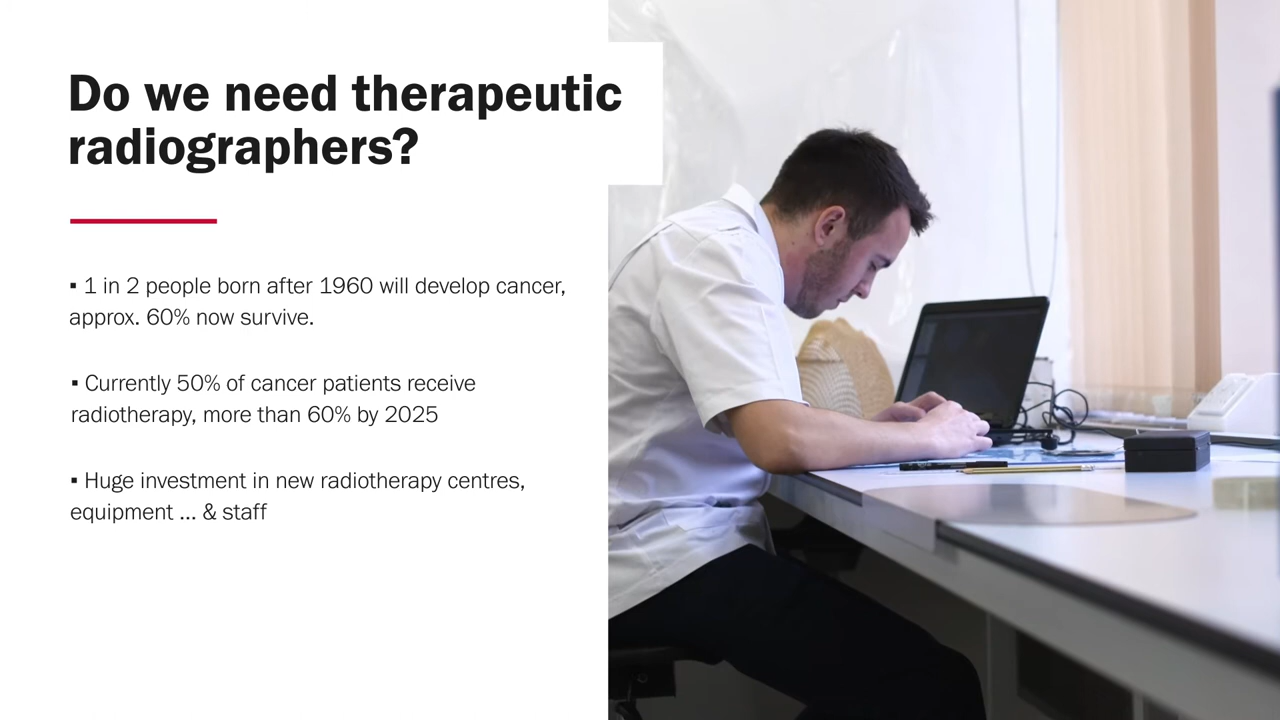 Do we need therapeutic
radiographers?
▪ 1 in 2 people born after 1960 will develop cancer,
approx. 60% now survive.
▪ Currently 50% of cancer patients receive
radiotherapy, more than 60% by 2025
▪ Huge investment in new radiotherapy centres,
equipment ... & staff